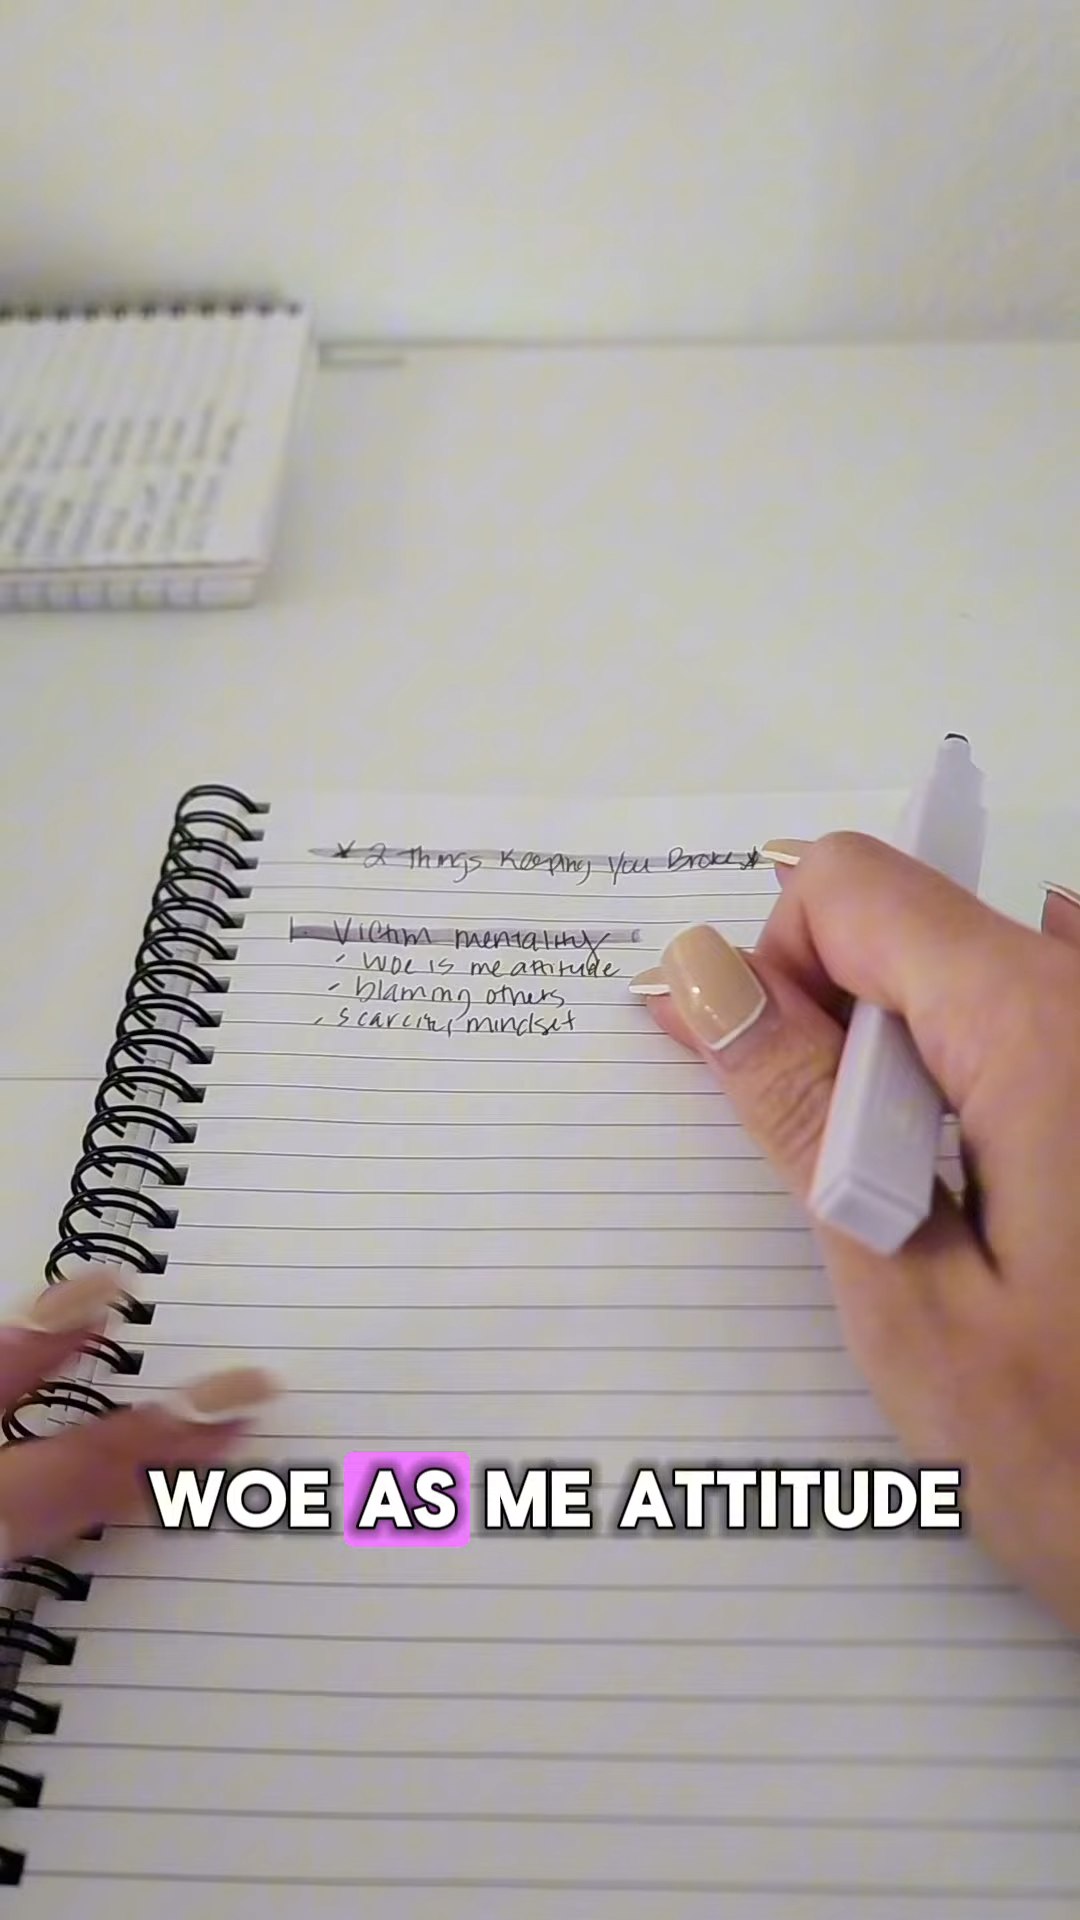 * 2 Things Keeping You Broke *
1. Victim mentality
- WOE is me attitude
- blaming others
- scarcity mindset
WOE AS ME ATTITUDE